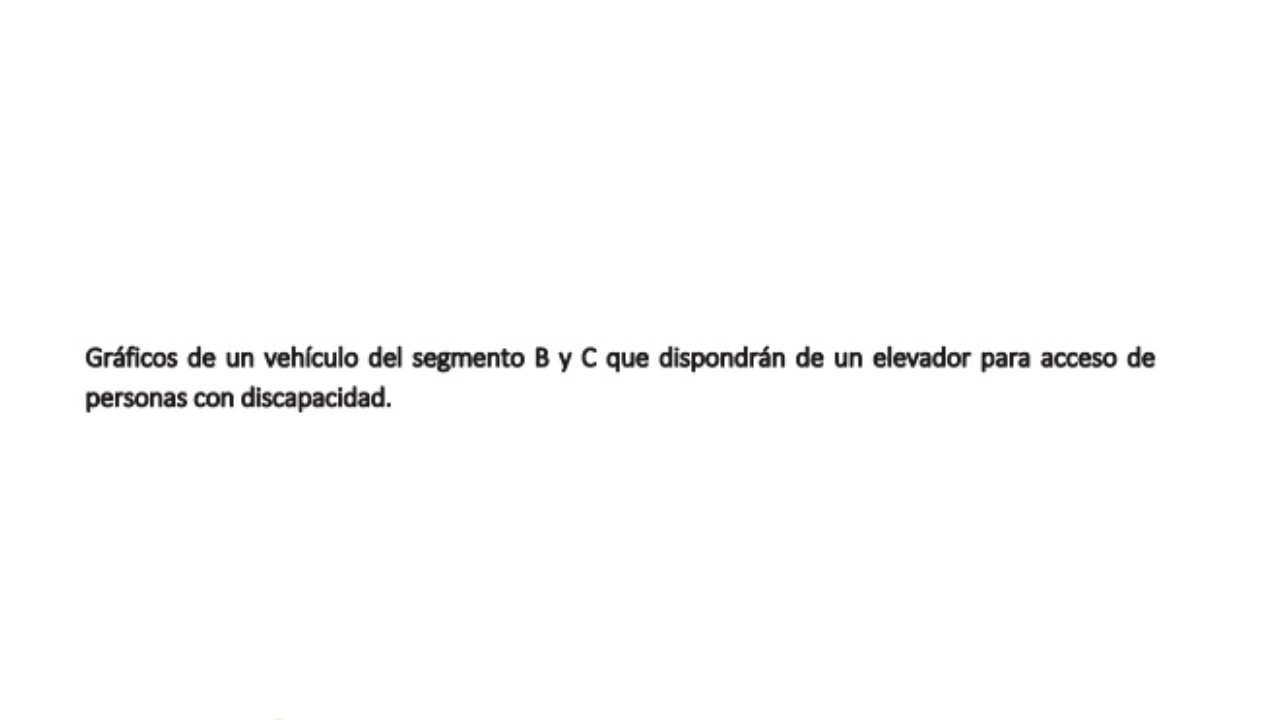 Gráficos de un vehículo del segmento B y C que dispondrán de un elevador para acceso de
personas con discapacidad.